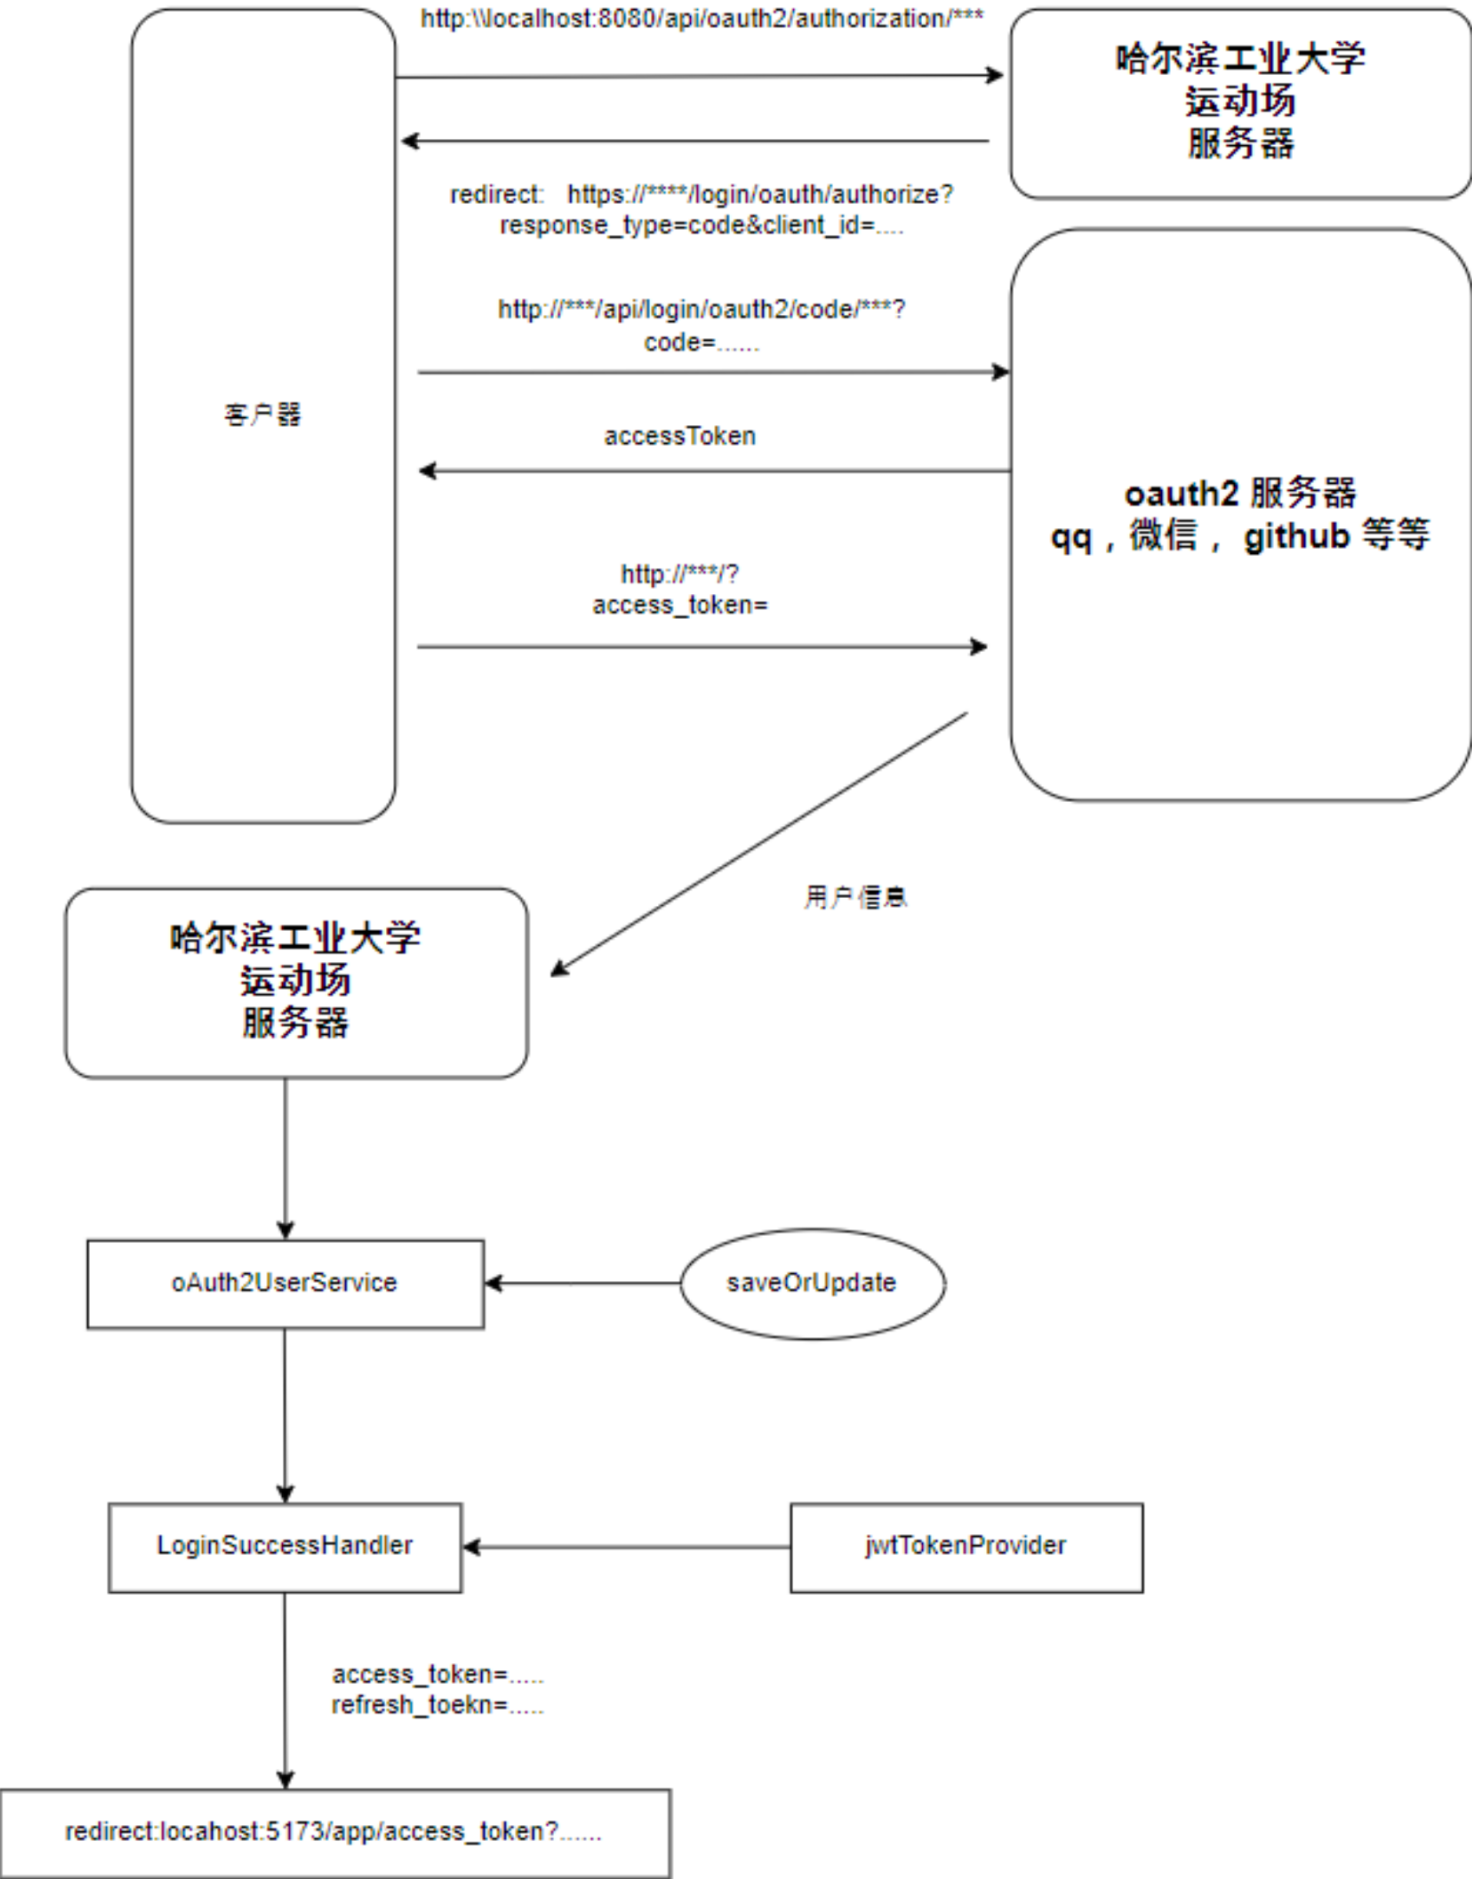 http:\\localhost:8080/api/oauth2/authorization/***
哈尔滨工业大学
运动场
服务器
redirect: https://****/login/oauth/authorize?
response_type=code&client_id=....
http://***/api/login/oauth2/code/***?
code=......
客户器
accessToken
oauth2 服务器
qq，微信， github 等等
http://***/?
access_token=
用户信息
哈尔滨工业大学
运动场
服务器
oAuth2UserService
saveOrUpdate
LoginSuccessHandler
jwtTokenProvider
access_token=.....
refresh_toekn=.....
redirect:locahost:5173/app/access_token?......